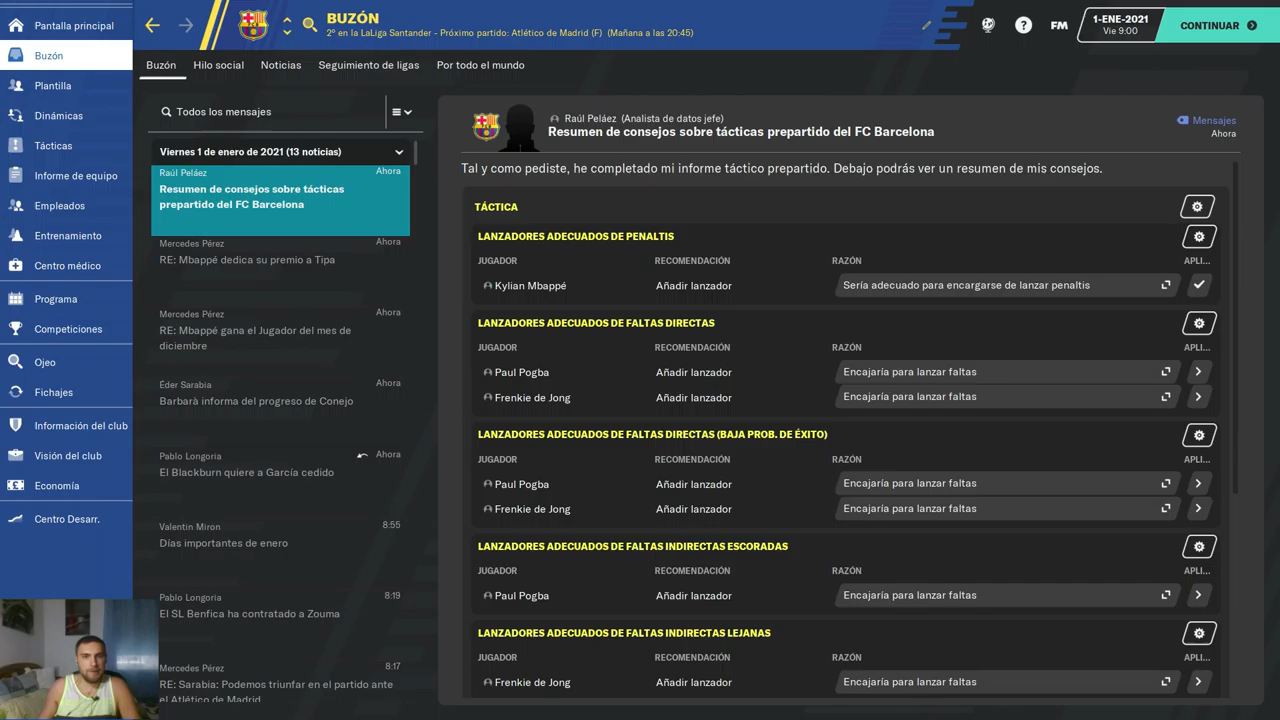 Pantalla principal
Buzón
Plantilla
Dinámicas
Tácticas
Informe de equipo
Empleados
Entrenamiento
Centro médico
Programa
Competiciones
Ojeo
Fichajes
Información del club
Visión del club
Economía
Centro Desarr.
BUZÓN
2º en la LaLiga Santander - Próximo partido: Atlético de Madrid (F) (Mañana a las 20:45)
?
FM
1-ENE-2021
Vie 9:00
CONTINUAR
Buzón Hilo social Noticias Seguimiento de ligas Por todo el mundo
Todos los mensajes
Viernes 1 de enero de 2021 (13 noticias)
Raúl Peláez Ahora
Resumen de consejos sobre tácticas
prepartido del FC Barcelona
Mercedes Pérez Ahora
RE: Mbappé dedica su premio a Tipa
Mercedes Pérez Ahora
RE: Mbappé gana el Jugador del mes de
diciembre
Éder Sarabia Ahora
Barbarà informa del progreso de Conejo
Pablo Longoria Ahora
El Blackburn quiere a García cedido
Valentin Miron 8:55
Días importantes de enero
Pablo Longoria 8:19
El SL Benfica ha contratado a Zouma
Mercedes Pérez 8:17
RE: Sarabia: Podemos triunfar en el partido ante
el Atlético de Madrid
Raúl Peláez (Analista de datos jefe)
Resumen de consejos sobre tácticas prepartido del FC Barcelona
Mensajes
Ahora
Tal y como pediste, he completado mi informe táctico prepartido. Debajo podrás ver un resumen de mis consejos.
TÁCTICA
LANZADORES ADECUADOS DE PENALTIS
JUGADOR RECOMENDACIÓN RAZÓN APLI...
Kylian Mbappé Añadir lanzador Sería adecuado para encargarse de lanzar penaltis
LANZADORES ADECUADOS DE FALTAS DIRECTAS
JUGADOR RECOMENDACIÓN RAZÓN APLI...
Paul Pogba Añadir lanzador Encajaría para lanzar faltas
Frenkie de Jong Añadir lanzador Encajaría para lanzar faltas
LANZADORES ADECUADOS DE FALTAS DIRECTAS (BAJA PROB. DE ÉXITO)
JUGADOR RECOMENDACIÓN RAZÓN APLI...
Paul Pogba Añadir lanzador Encajaría para lanzar faltas
Frenkie de Jong Añadir lanzador Encajaría para lanzar faltas
LANZADORES ADECUADOS DE FALTAS INDIRECTAS ESCORADAS
JUGADOR RECOMENDACIÓN RAZÓN APLI...
Paul Pogba Añadir lanzador Encajaría para lanzar faltas
LANZADORES ADECUADOS DE FALTAS INDIRECTAS LEJANAS
JUGADOR RECOMENDACIÓN RAZÓN APLI...
Frenkie de Jong Añadir lanzador Encajaría para lanzar faltas